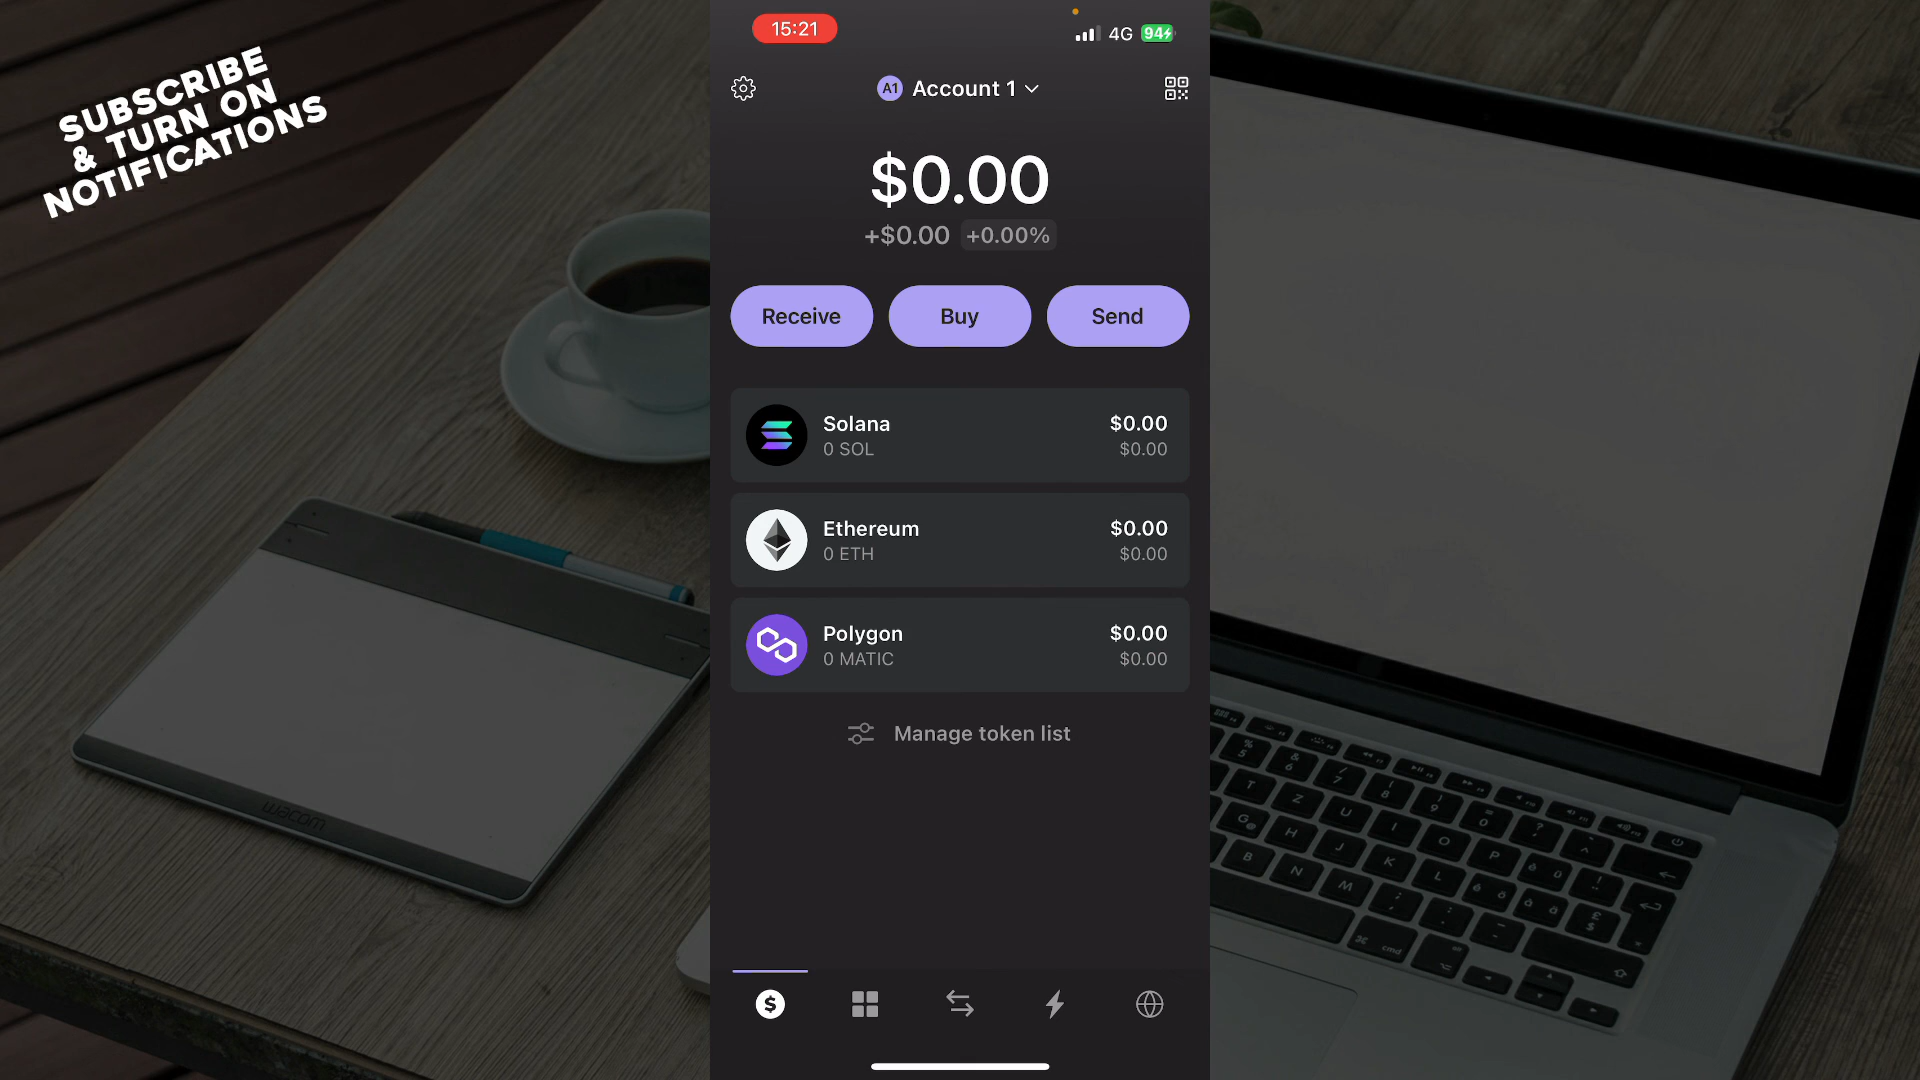 SUBSCRIBE
& TURN ON
NOTIFICATIONS
15:21
4G 94
A1 Account 1
$0.00
+$0.00 +0.00%
Receive Buy Send
Solana $0.00
0 SOL $0.00
Ethereum $0.00
0 ETH $0.00
Polygon $0.00
0 MATIC $0.00
Manage token list
wacom